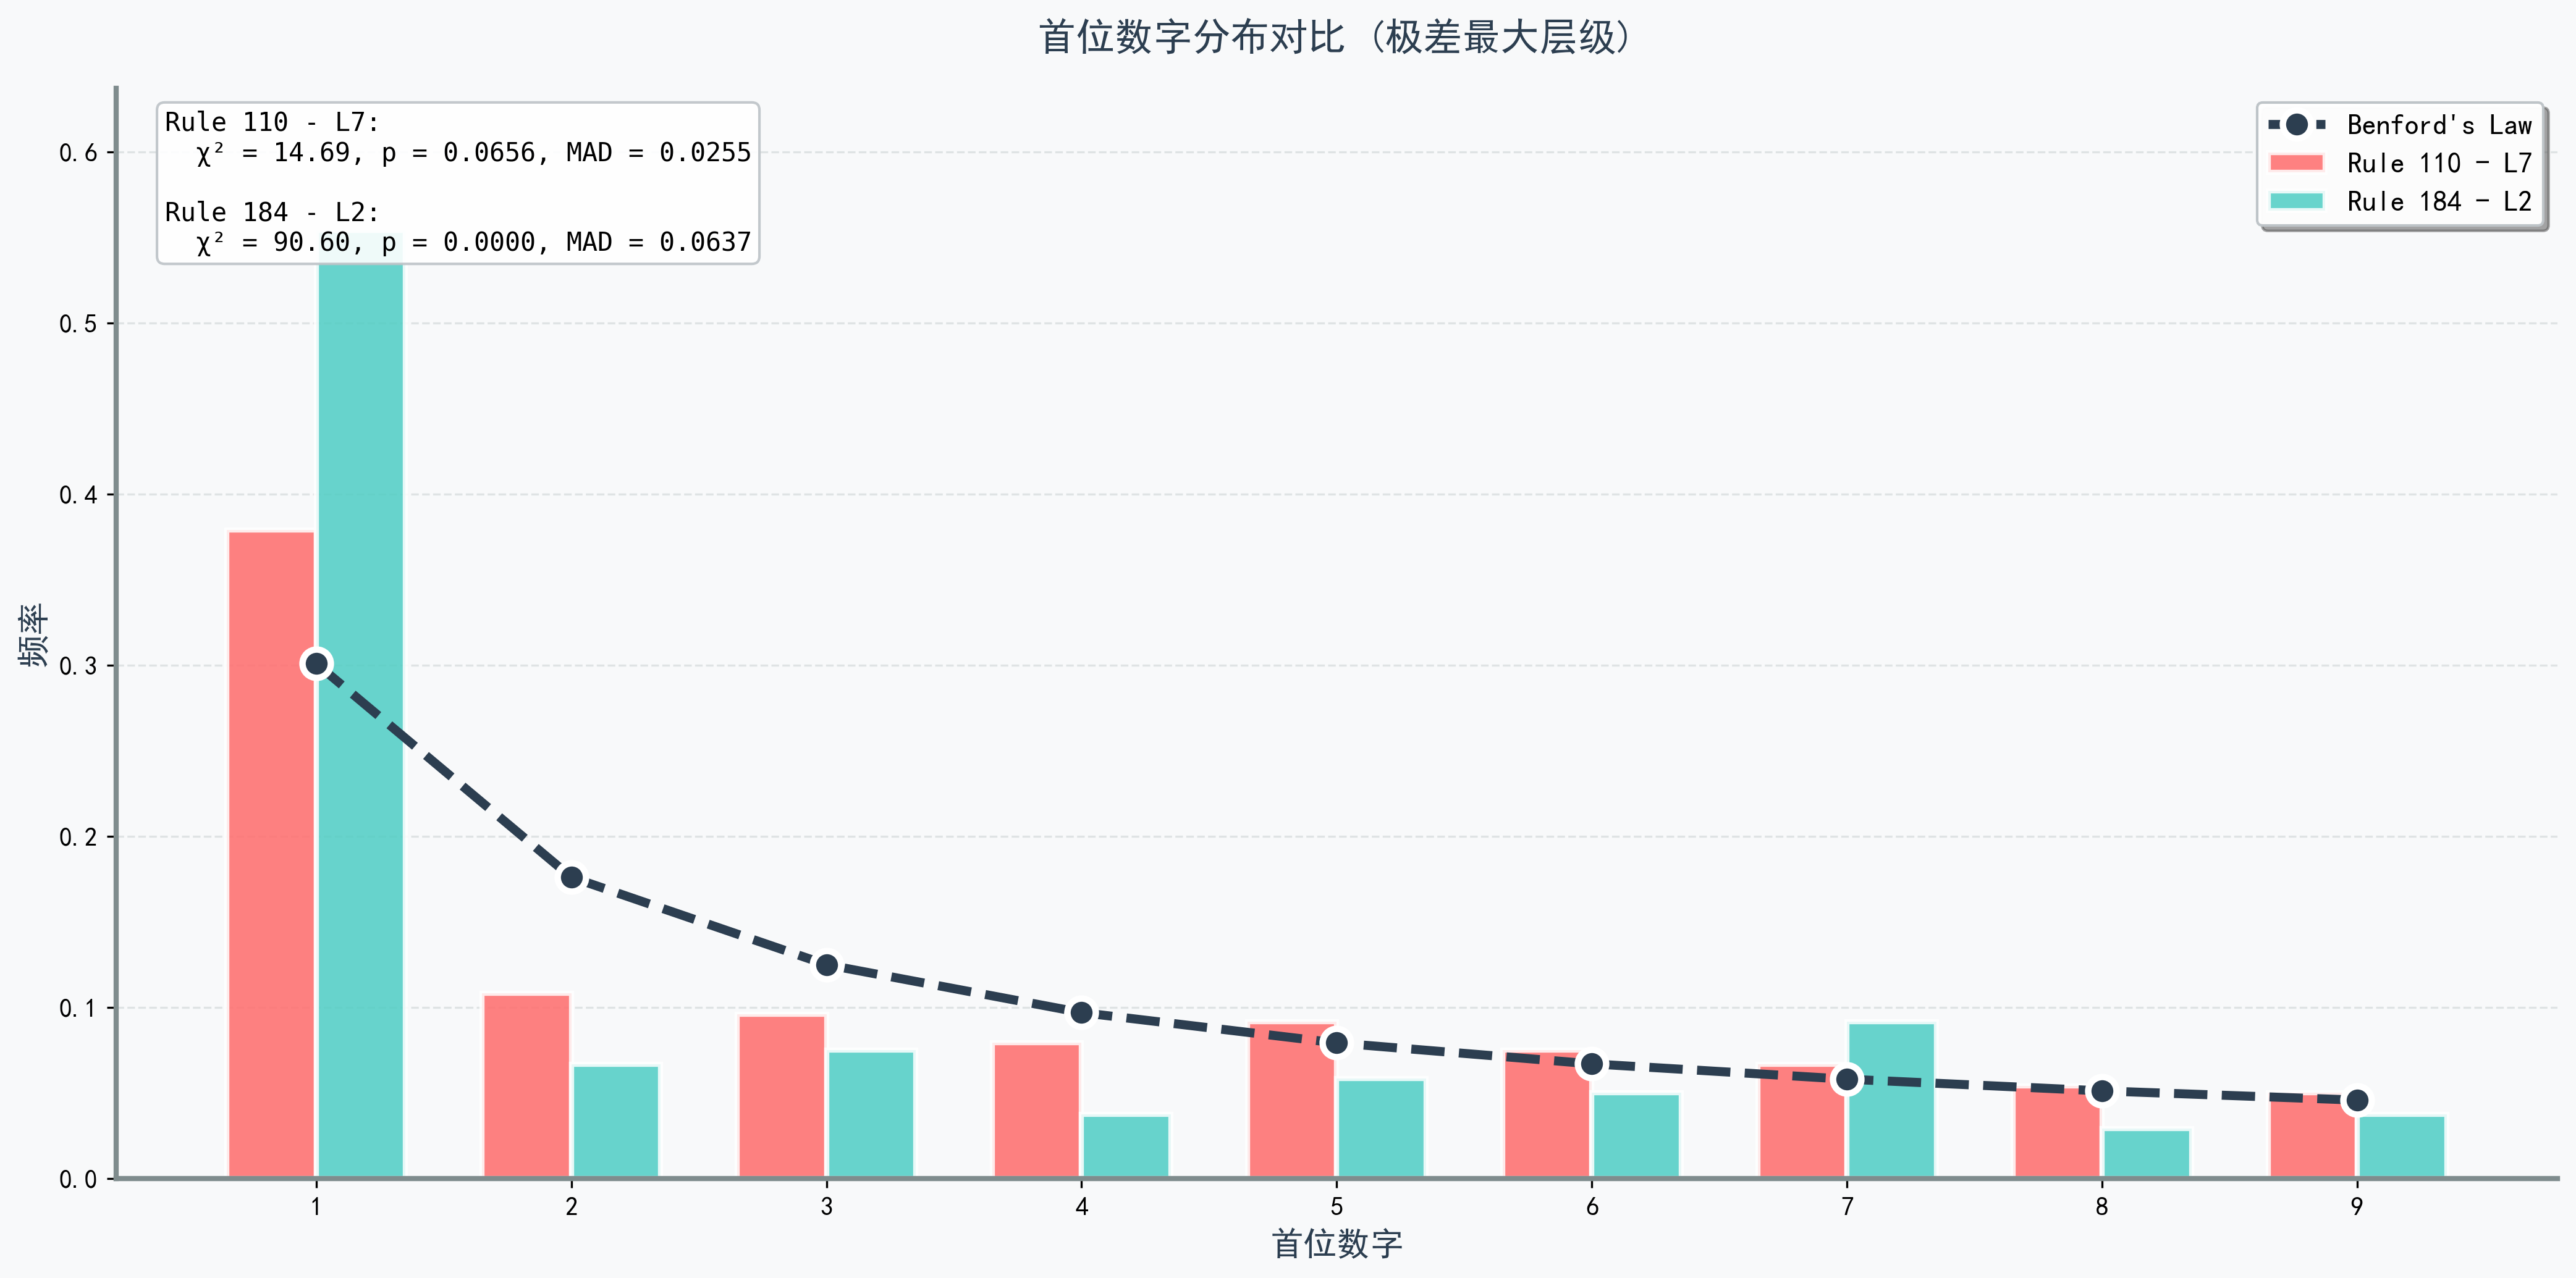 首位数字分布对比 (极差最大层级)
Rule 110 - L7:
χ² = 14.69, p = 0.0656, MAD = 0.0255
Rule 184 - L2:
χ² = 90.60, p = 0.0000, MAD = 0.0637
Benford's Law
Rule 110 - L7
Rule 184 - L2
频率
0.6
0.5
0.4
0.3
0.2
0.1
0.0
1 2 3 4 5 6 7 8 9
首位数字